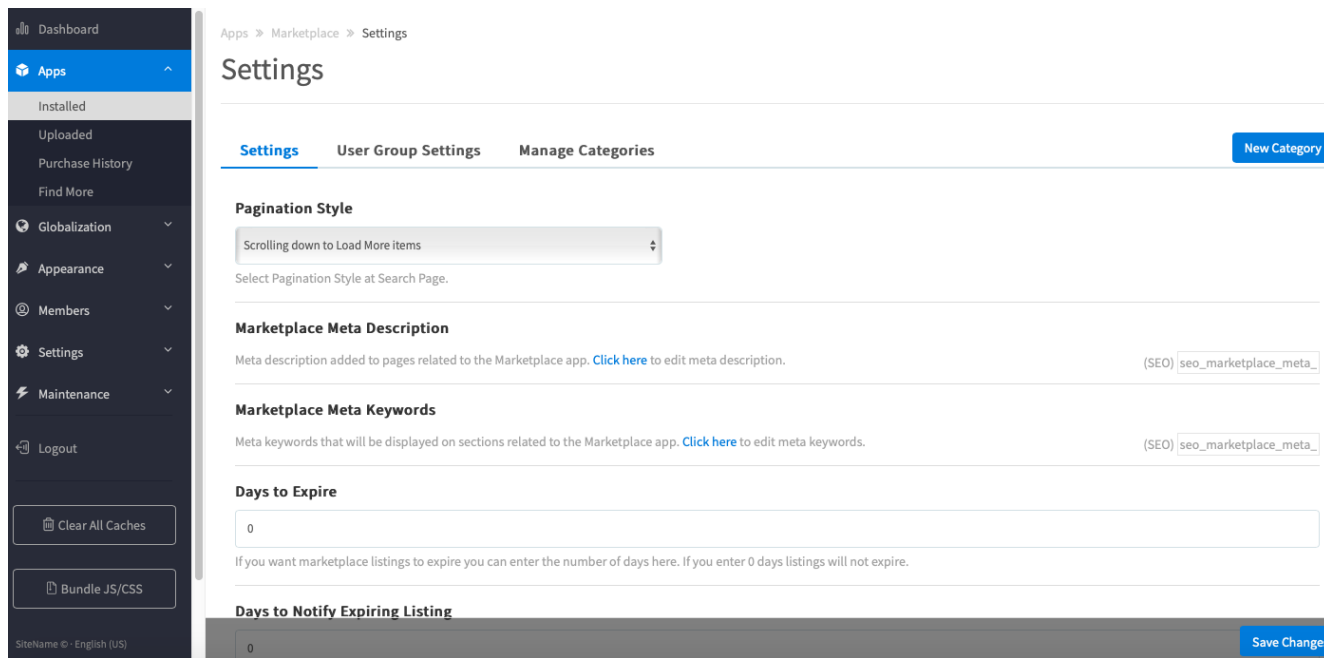 Dashboard
Apps
Installed
Uploaded
Purchase History
Find More
Globalization
Appearance
Members
Settings
Maintenance
Logout
Clear All Caches
Bundle JS/CSS
SiteName © · English (US)
Apps » Marketplace » Settings
Settings
Settings User Group Settings Manage Categories New Category
Pagination Style
Scrolling down to Load More items
Select Pagination Style at Search Page.
Marketplace Meta Description
Meta description added to pages related to the Marketplace app. Click here to edit meta description. (SEO) seo_marketplace_meta_
Marketplace Meta Keywords
Meta keywords that will be displayed on sections related to the Marketplace app. Click here to edit meta keywords. (SEO) seo_marketplace_meta_
Days to Expire
0
If you want marketplace listings to expire you can enter the number of days here. If you enter 0 days listings will not expire.
Days to Notify Expiring Listing
0
Save Change